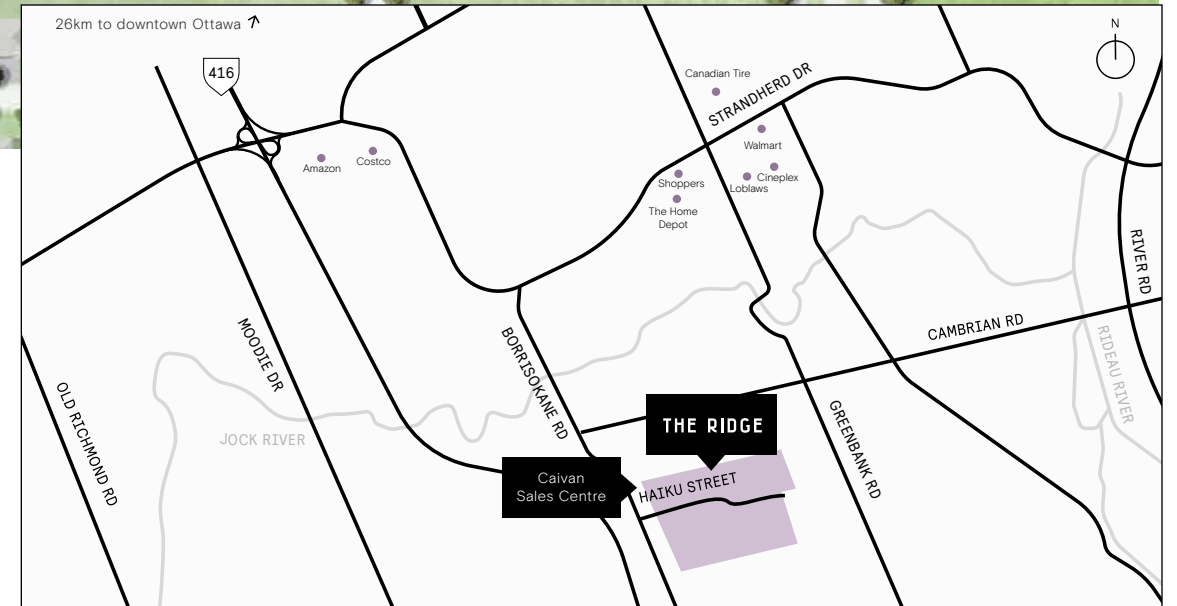 26km to downtown Ottawa
N
416
Canadian Tire
STRANDHERD DR
Walmart
Amazon
Costco
Shoppers
Cineplex
Loblaws
The Home
Depot
RIVER RD
CAMBRIAN RD
MOODIE DR
BORRISOKANE RD
RIDEAU RIVER
OLD RICHMOND RD
JOCK RIVER
THE RIDGE
GREENBANK RD
Caivan
Sales Centre
HAIKU STREET